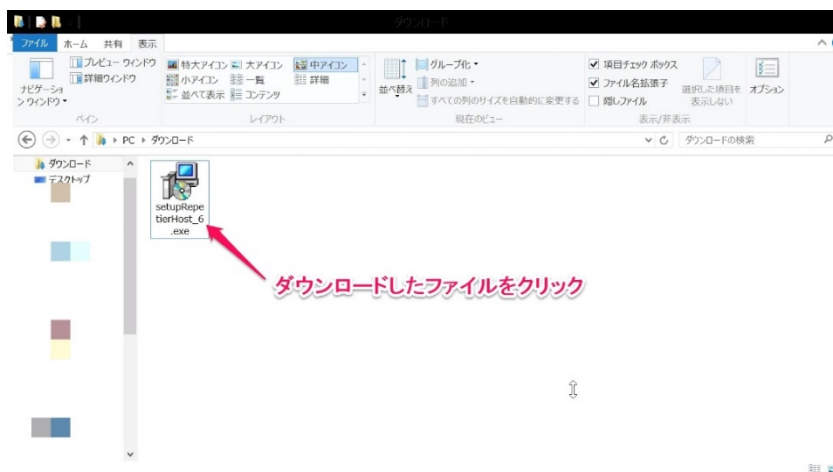 ダウンロード
ファイル ホーム 共有 表示
ナビゲーション ウィンドウ
プレビュー ウィンドウ
詳細ウィンドウ
ペイン
特大アイコン 大アイコン 中アイコン
小アイコン 一覧 詳細
並べて表示 コンテンツ
レイアウト
並べ替え
グループ化
列の追加
すべての列のサイズを自動的に変更する
現在のビュー
項目チェック ボックス
ファイル名拡張子
隠しファイル
選択した項目を
表示しない
オプション
表示/非表示
PC ダウンロード
ダウンロードの検索
ダウンロード
デスクトップ
setupRepe
tierHost_6
.exe
ダウンロードしたファイルをクリック